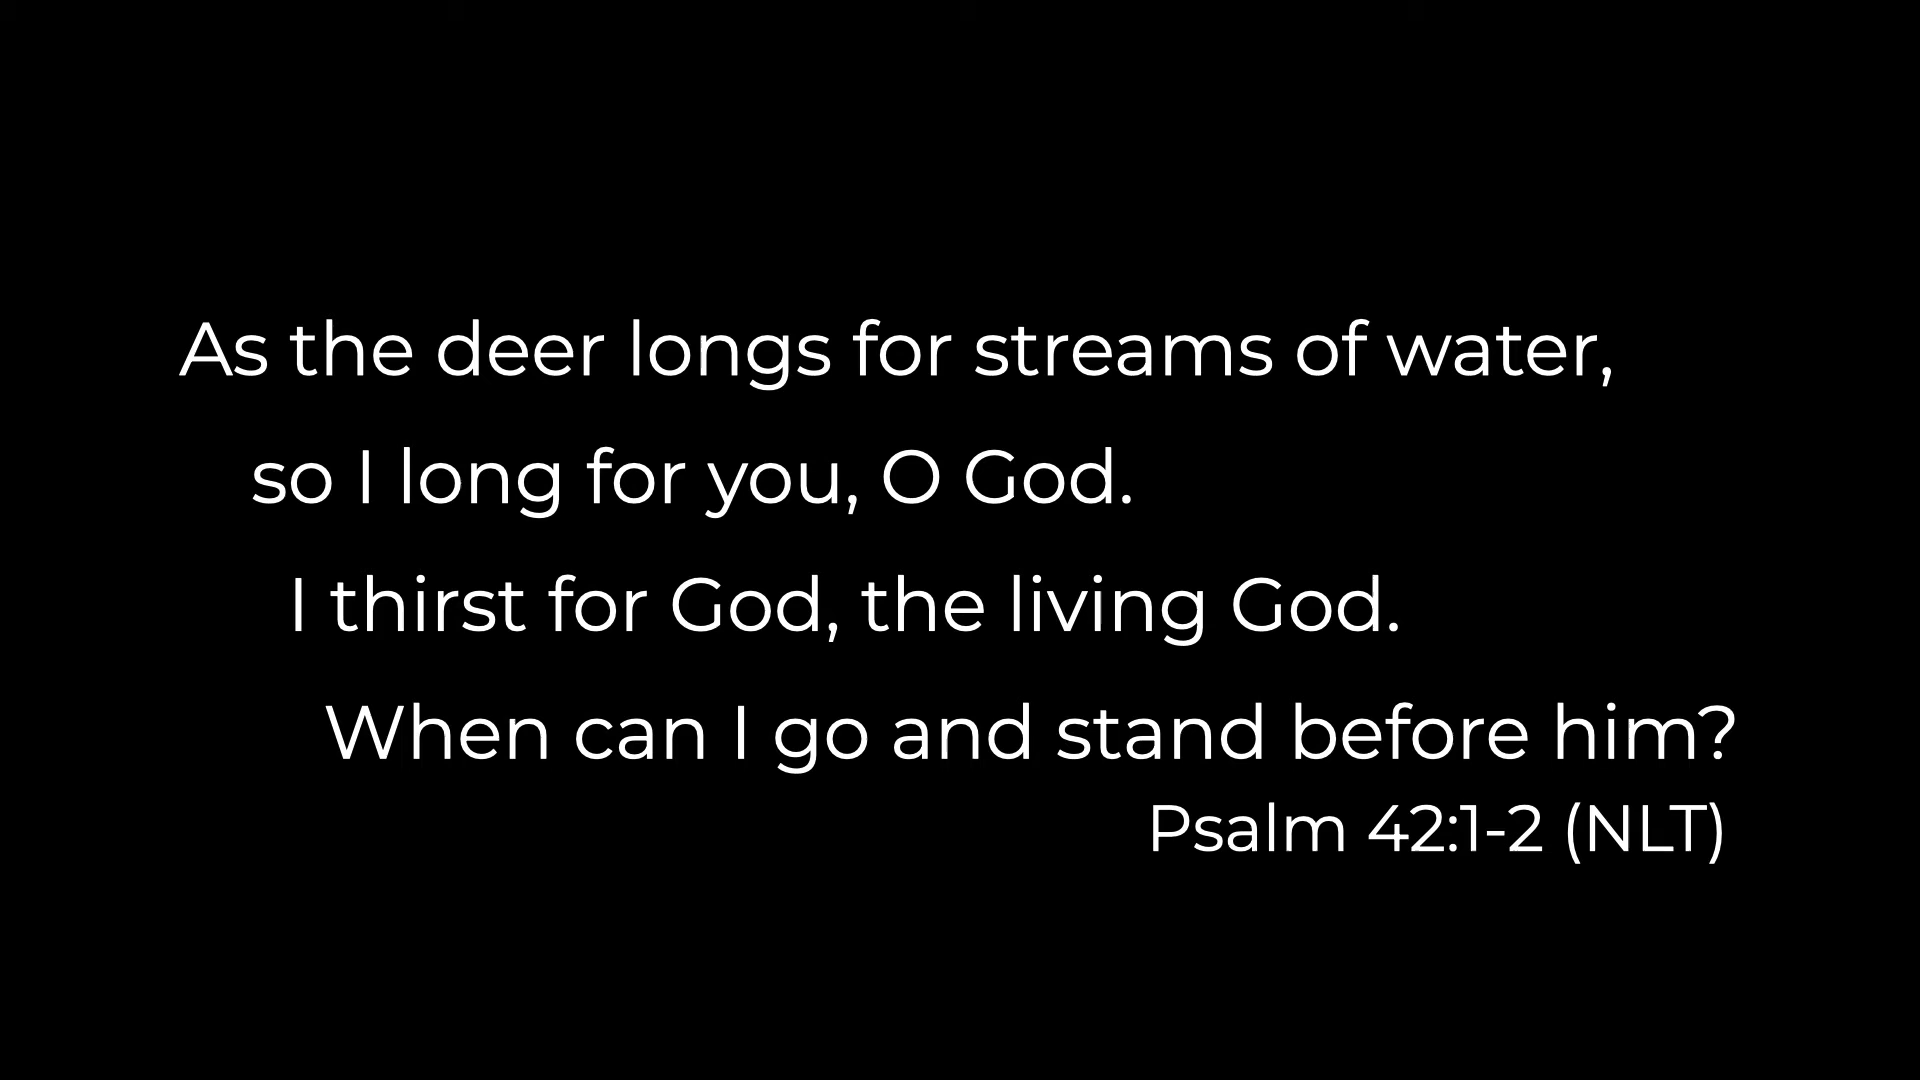 As the deer longs for streams of water,
so I long for you, O God.
I thirst for God, the living God.
When can I go and stand before him?
Psalm 42:1-2 (NLT)